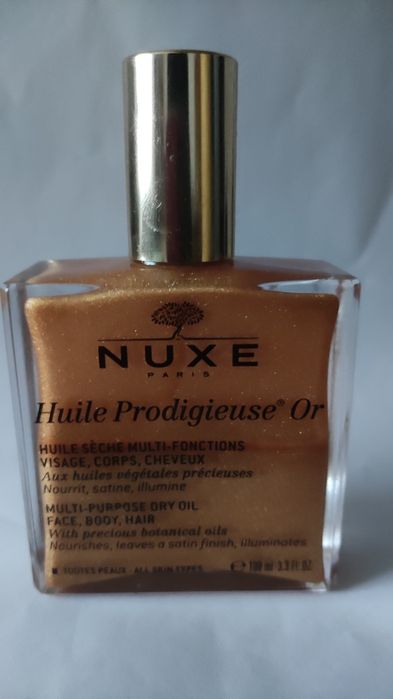 NUXE
PARIS
Huile Prodigieuse® Or
HUILE SÈCHE MULTI-FONCTIONS
VISAGE, CORPS, CHEVEUX
Aux huiles végétales précieuses
Nourrit, satine, illumine
MULTI-PURPOSE DRY OIL
FACE, BODY, HAIR
With precious botanical oils
Nourishes, leaves a satin finish, illuminates
TOUTES PEAUX - ALL SKIN TYPES ℮ 100 ml 3.3 fl. oz